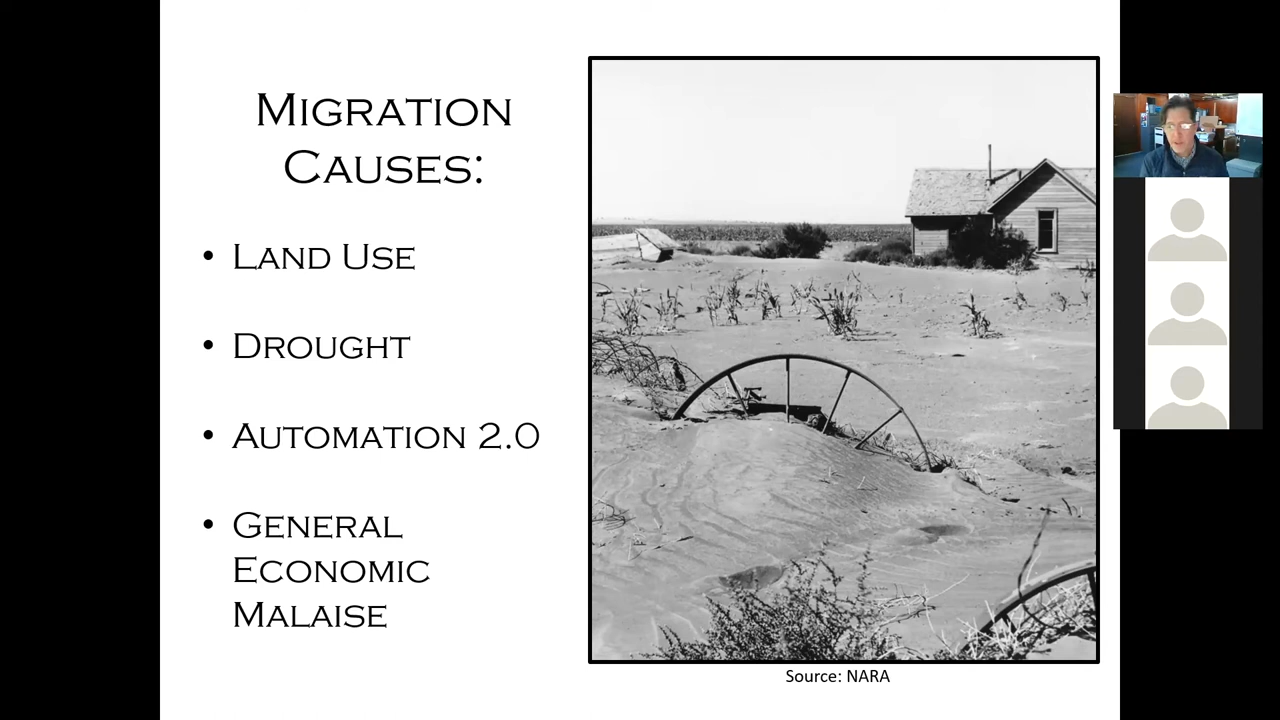 Migration
Causes:
• Land Use
• Drought
• Automation 2.0
• General
Economic
Malaise
Source: NARA